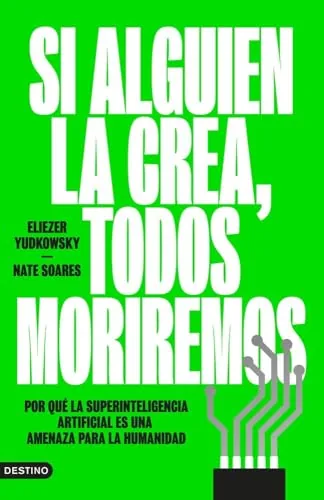 SI ALGUIEN
LA CREA,
ELIEZER
YUDKOWSKY
—
NATE SOARES
TODOS
MORIREMOS
POR QUÉ LA SUPERINTELIGENCIA
ARTIFICIAL ES UNA
AMENAZA PARA LA HUMANIDAD
DESTINO